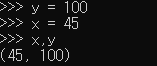 >>> y = 100
>>> x = 45
>>> x,y
(45, 100)